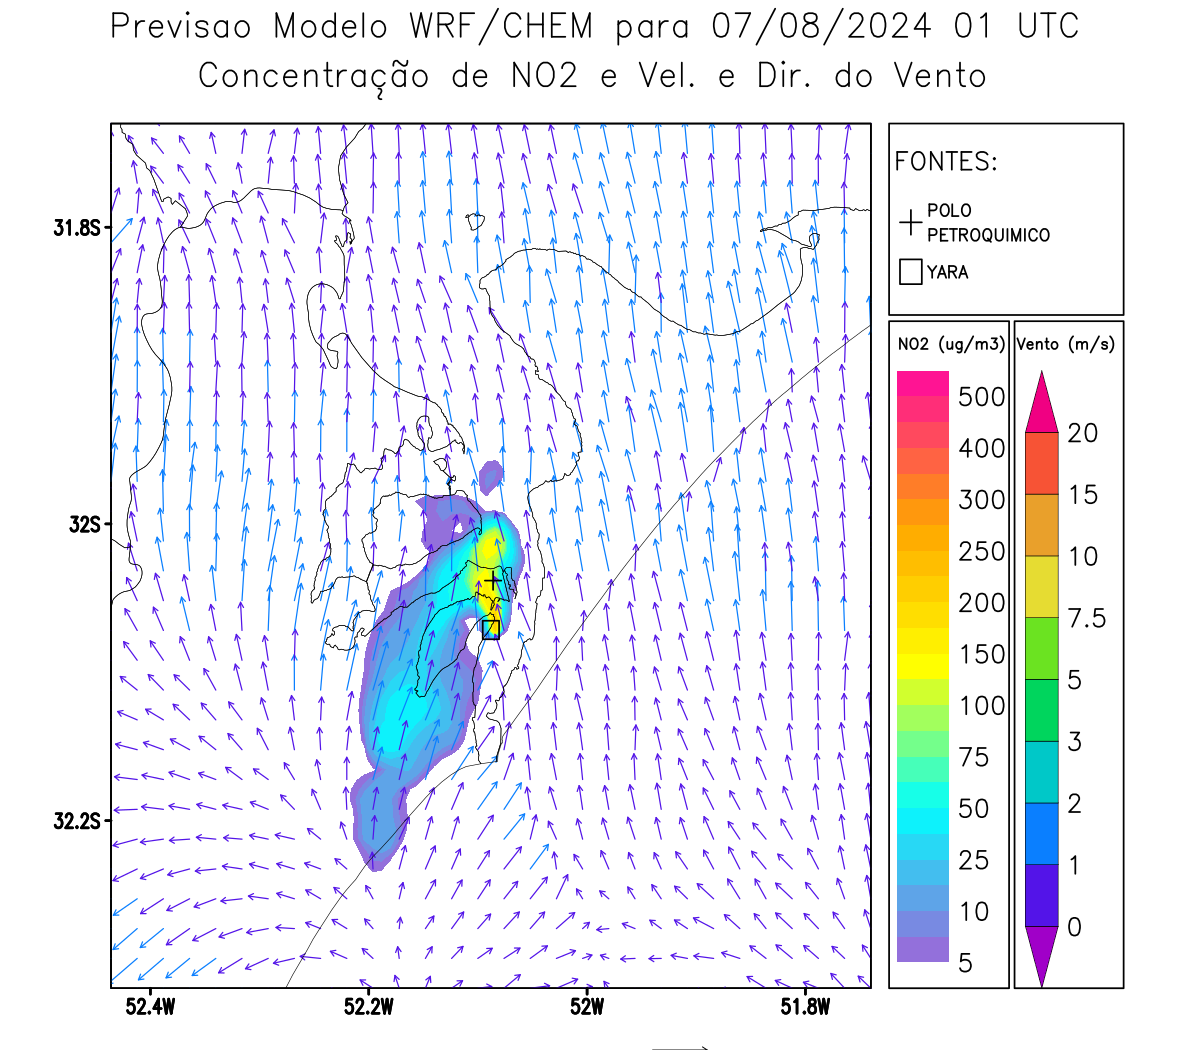 Previsao Modelo WRF/CHEM para 07/08/2024 01 UTC
Concentração de NO2 e Vel. e Dir. do Vento
FONTES:
POLO
PETROQUIMICO
YARA
NO2 (ug/m3)
500
400
300
250
200
150
100
75
50
25
10
5
Vento (m/s)
20
15
10
7.5
5
3
2
1
0
31.8S
32S
32.2S
52.4W
52.2W
52W
51.8W